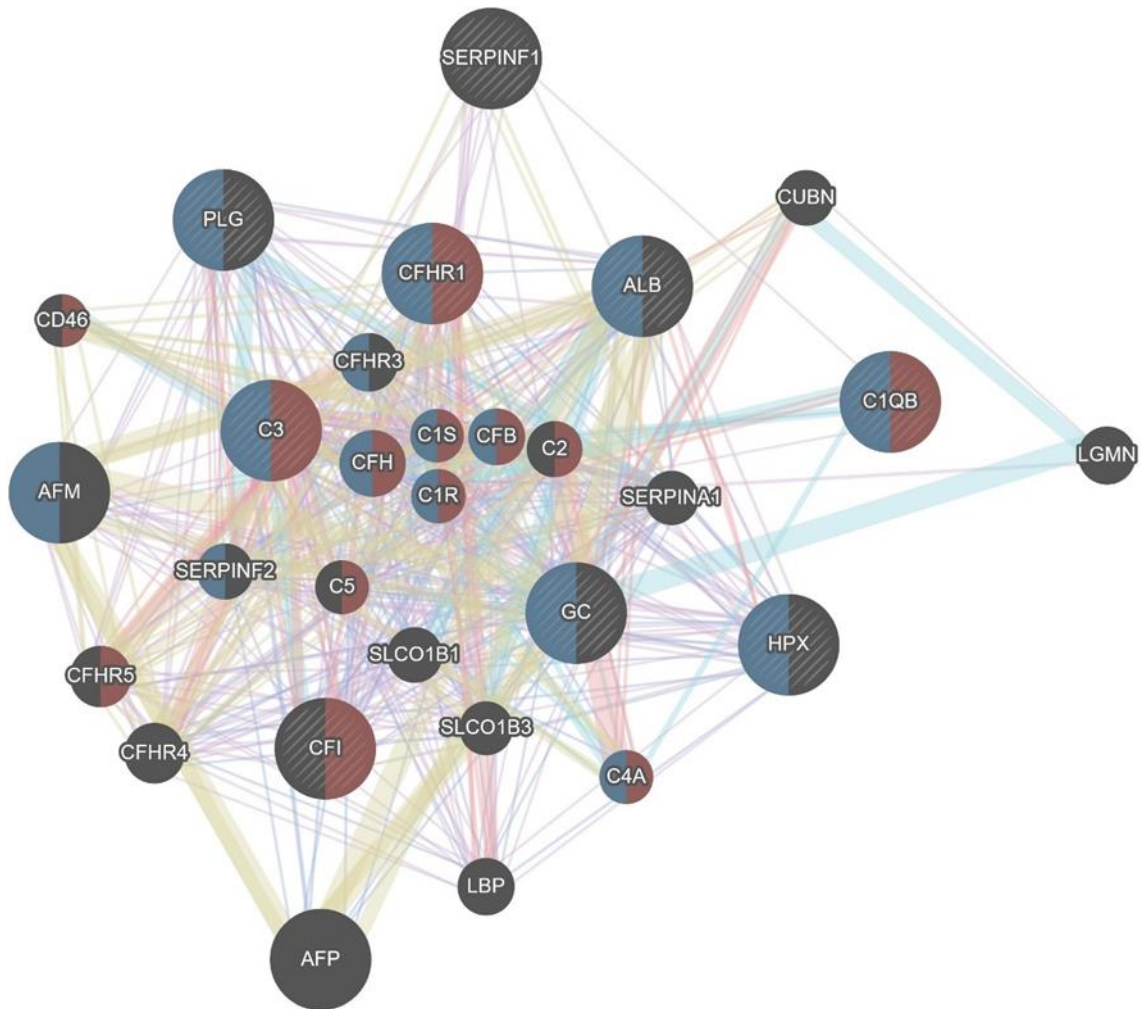 SERPINF1
CUBN
PLG
CFHR1
ALB
CD46
CFHR3
C1QB
C3
C1S
CFB
C2
CFH
LGMN
AFM
C1R
SERPINA1
SERPINF2
C5
GC
HPX
SLCO1B1
CFHR5
SLCO1B3
CFHR4
CFI
C4A
LBP
AFP